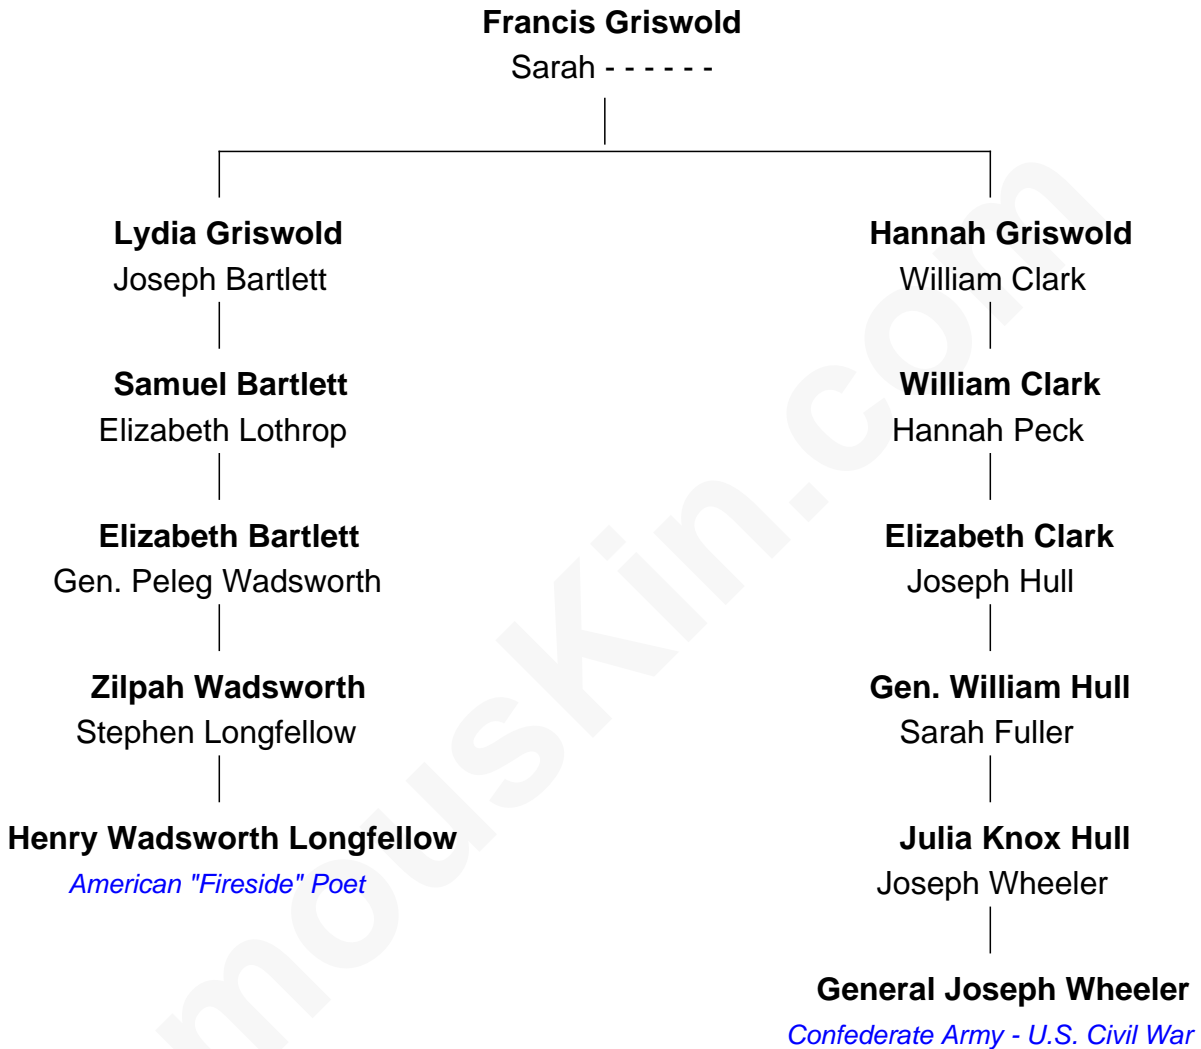 Francis Griswold
Sarah - - - - - -
Lydia Griswold
Joseph Bartlett
Hannah Griswold
William Clark
Samuel Bartlett
Elizabeth Lothrop
William Clark
Hannah Peck
Elizabeth Bartlett
Gen. Peleg Wadsworth
Elizabeth Clark
Joseph Hull
Zilpah Wadsworth
Stephen Longfellow
Gen. William Hull
Sarah Fuller
Henry Wadsworth Longfellow
American "Fireside" Poet
Julia Knox Hull
Joseph Wheeler
General Joseph Wheeler
Confederate Army - U.S. Civil War
mousKin.com